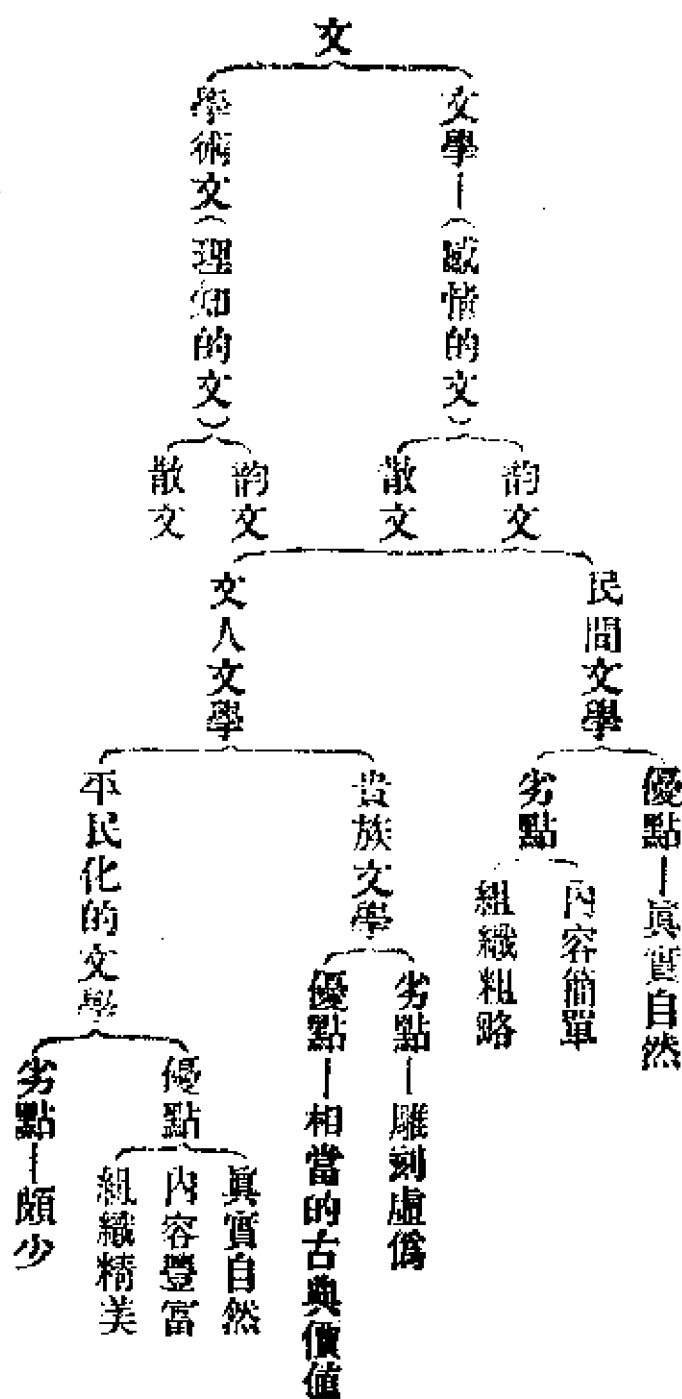 文
文學—(感情的文)
學術文(理知的文)
韵文
散文
韵文
散文
民間文學
文人文學
優點—眞實自然
劣點
內容簡單
組織粗略
貴族文學
平民化的文學
劣點—雕刻虛僞
優點—相當的古典價値
優點
眞實自然
內容豐富
組織精美
劣點—頗少